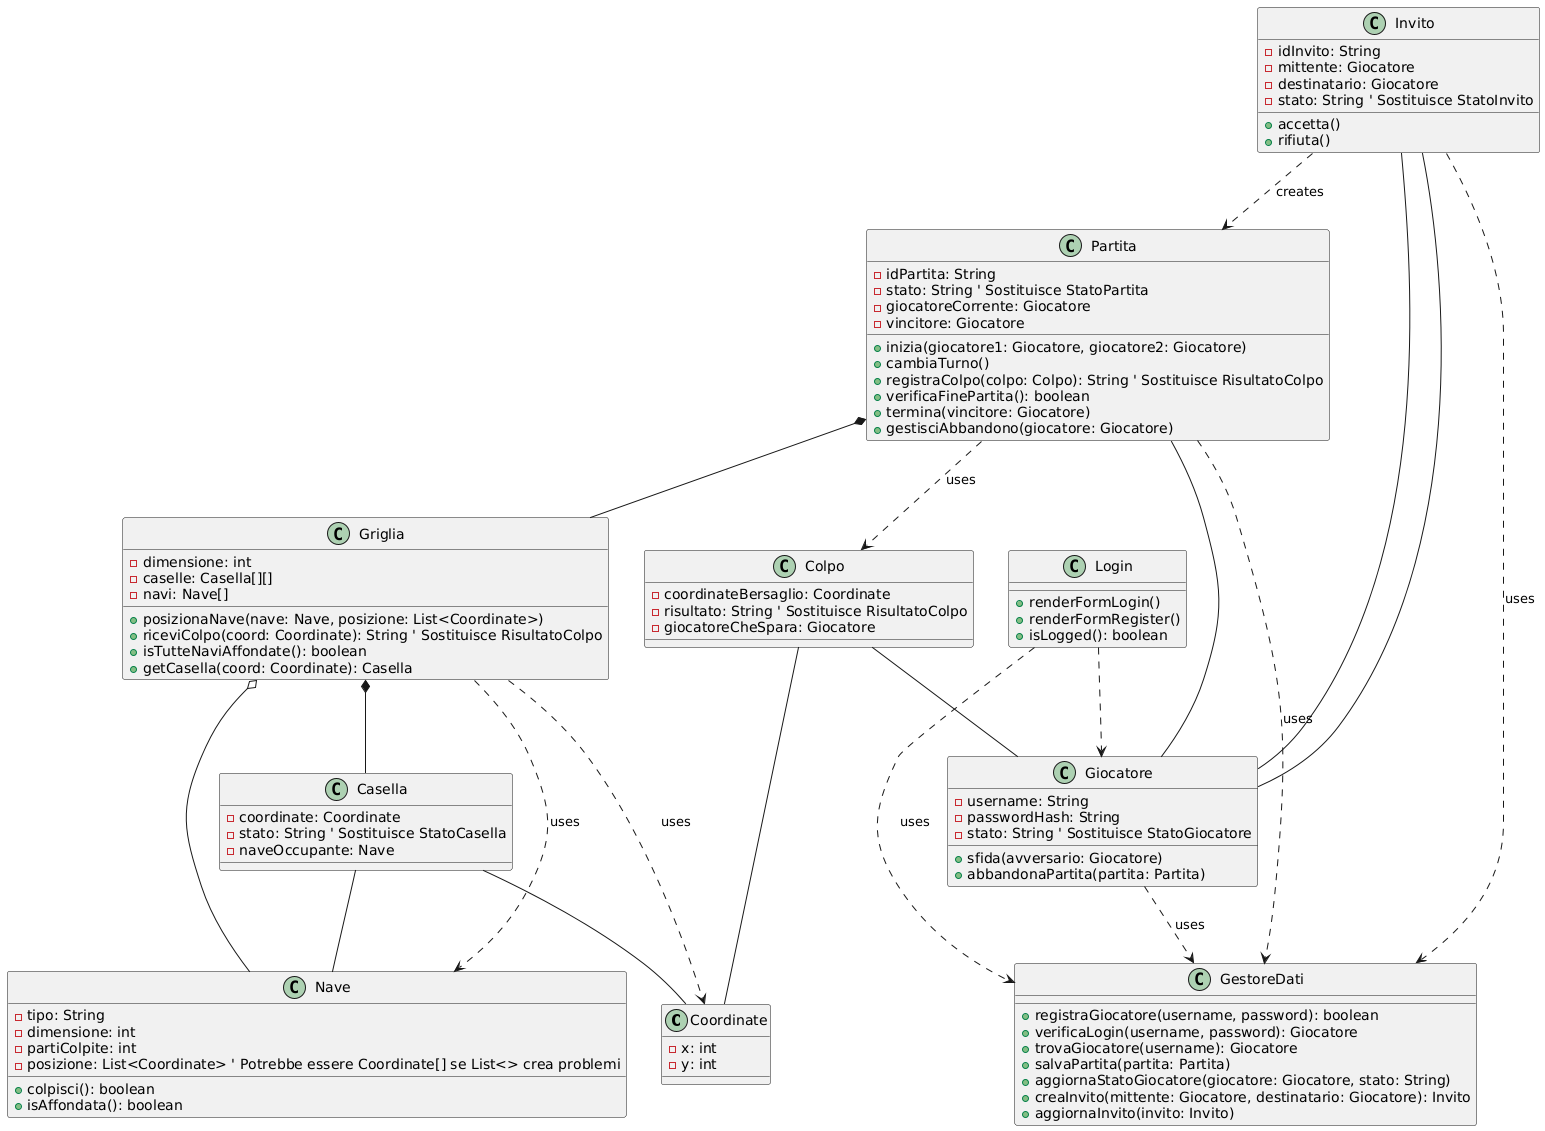 C Invito
idInvito: String
mittente: Giocatore
destinatario: Giocatore
stato: String ' Sostituisce StatoInvito
accetta()
rifiuta()
creates
C Partita
idPartita: String
stato: String ' Sostituisce StatoPartita
giocatoreCorrente: Giocatore
vincitore: Giocatore
inizia(giocatore1: Giocatore, giocatore2: Giocatore)
cambiaTurno()
registraColpo(colpo: Colpo): String ' Sostituisce RisultatoColpo
verificaFinePartita(): boolean
termina(vincitore: Giocatore)
gestisciAbbandono(giocatore: Giocatore)
uses
C Griglia
dimensione: int
caselle: Casella[][]
navi: Nave[]
posizionaNave(nave: Nave, posizione: List<Coordinate>)
riceviColpo(coord: Coordinate): String ' Sostituisce RisultatoColpo
isTutteNaviAffondate(): boolean
getCasella(coord: Coordinate): Casella
C Colpo
coordinateBersaglio: Coordinate
risultato: String ' Sostituisce RisultatoColpo
giocatoreCheSpara: Giocatore
C Login
renderFormLogin()
renderFormRegister()
isLogged(): boolean
uses
uses
C Casella
coordinate: Coordinate
stato: String ' Sostituisce StatoCasella
naveOccupante: Nave
uses
uses
uses
C Giocatore
username: String
passwordHash: String
stato: String ' Sostituisce StatoGiocatore
sfida(avversario: Giocatore)
abbandonaPartita(partita: Partita)
uses
C Nave
tipo: String
dimensione: int
partiColpite: int
posizione: List<Coordinate> ' Potrebbe essere Coordinate[] se List<> crea problemi
colpisci(): boolean
isAffondata(): boolean
C Coordinate
x: int
y: int
C GestoreDati
registraGiocatore(username, password): boolean
verificaLogin(username, password): Giocatore
trovaGiocatore(username): Giocatore
salvaPartita(partita: Partita)
aggiornaStatoGiocatore(giocatore: Giocatore, stato: String)
creaInvito(mittente: Giocatore, destinatario: Giocatore): Invito
aggiornaInvito(invito: Invito)